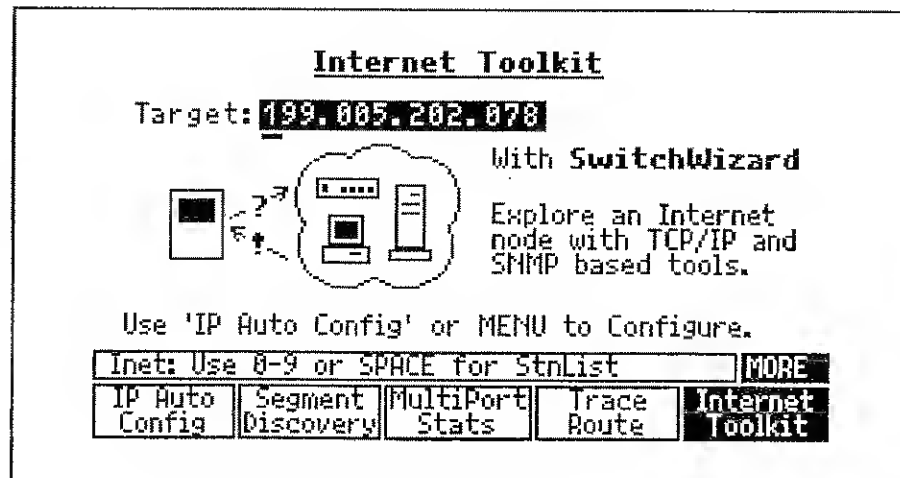 Internet Toolkit
Target: 199.005.202.078
? 
With SwitchWizard
Explore an Internet
node with TCP/IP and
SNMP based tools.
!
Use 'IP Auto Config' or MENU to Configure.
Inet: Use 0-9 or SPACE for StnList MORE
IP Auto Config
Segment Discovery
MultiPort Stats
Trace Route
Internet Toolkit